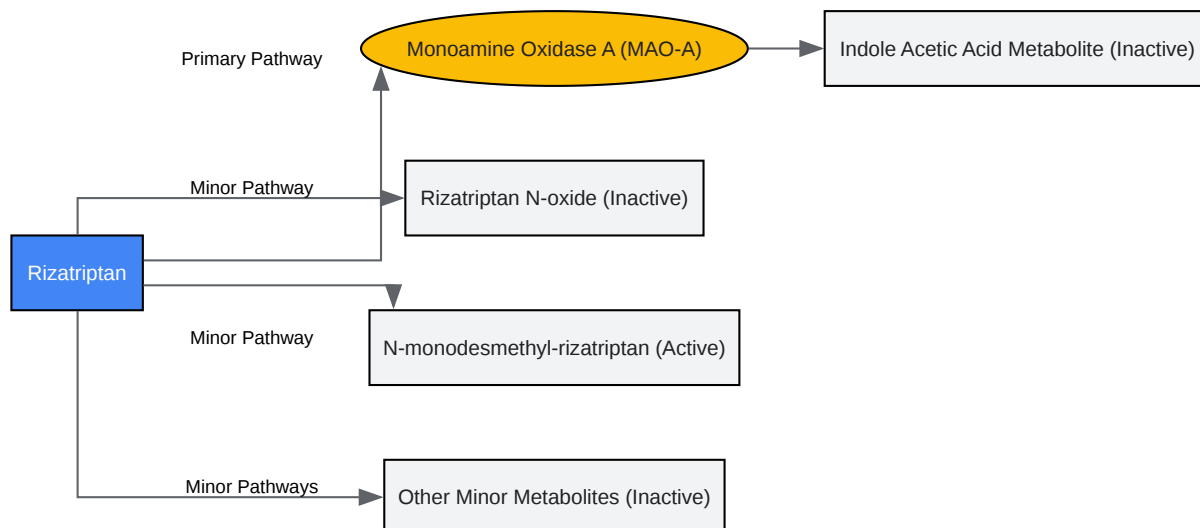 Monoamine Oxidase A (MAO-A)
Indole Acetic Acid Metabolite (Inactive)
Primary Pathway
Minor Pathway
Rizatriptan N-oxide (Inactive)
Rizatriptan
Minor Pathway
N-monodesmethyl-rizatriptan (Active)
Minor Pathways
Other Minor Metabolites (Inactive)